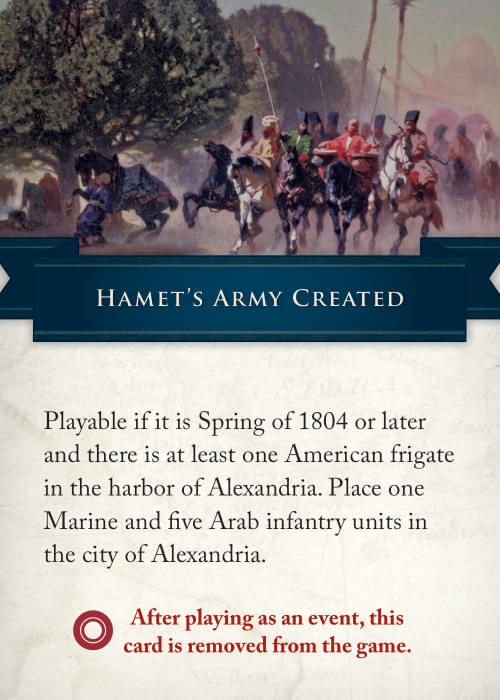 Hamet's Army Created
Playable if it is Spring of 1804 or later
and there is at least one American frigate
in the harbor of Alexandria. Place one
Marine and five Arab infantry units in
the city of Alexandria.
After playing as an event, this
card is removed from the game.